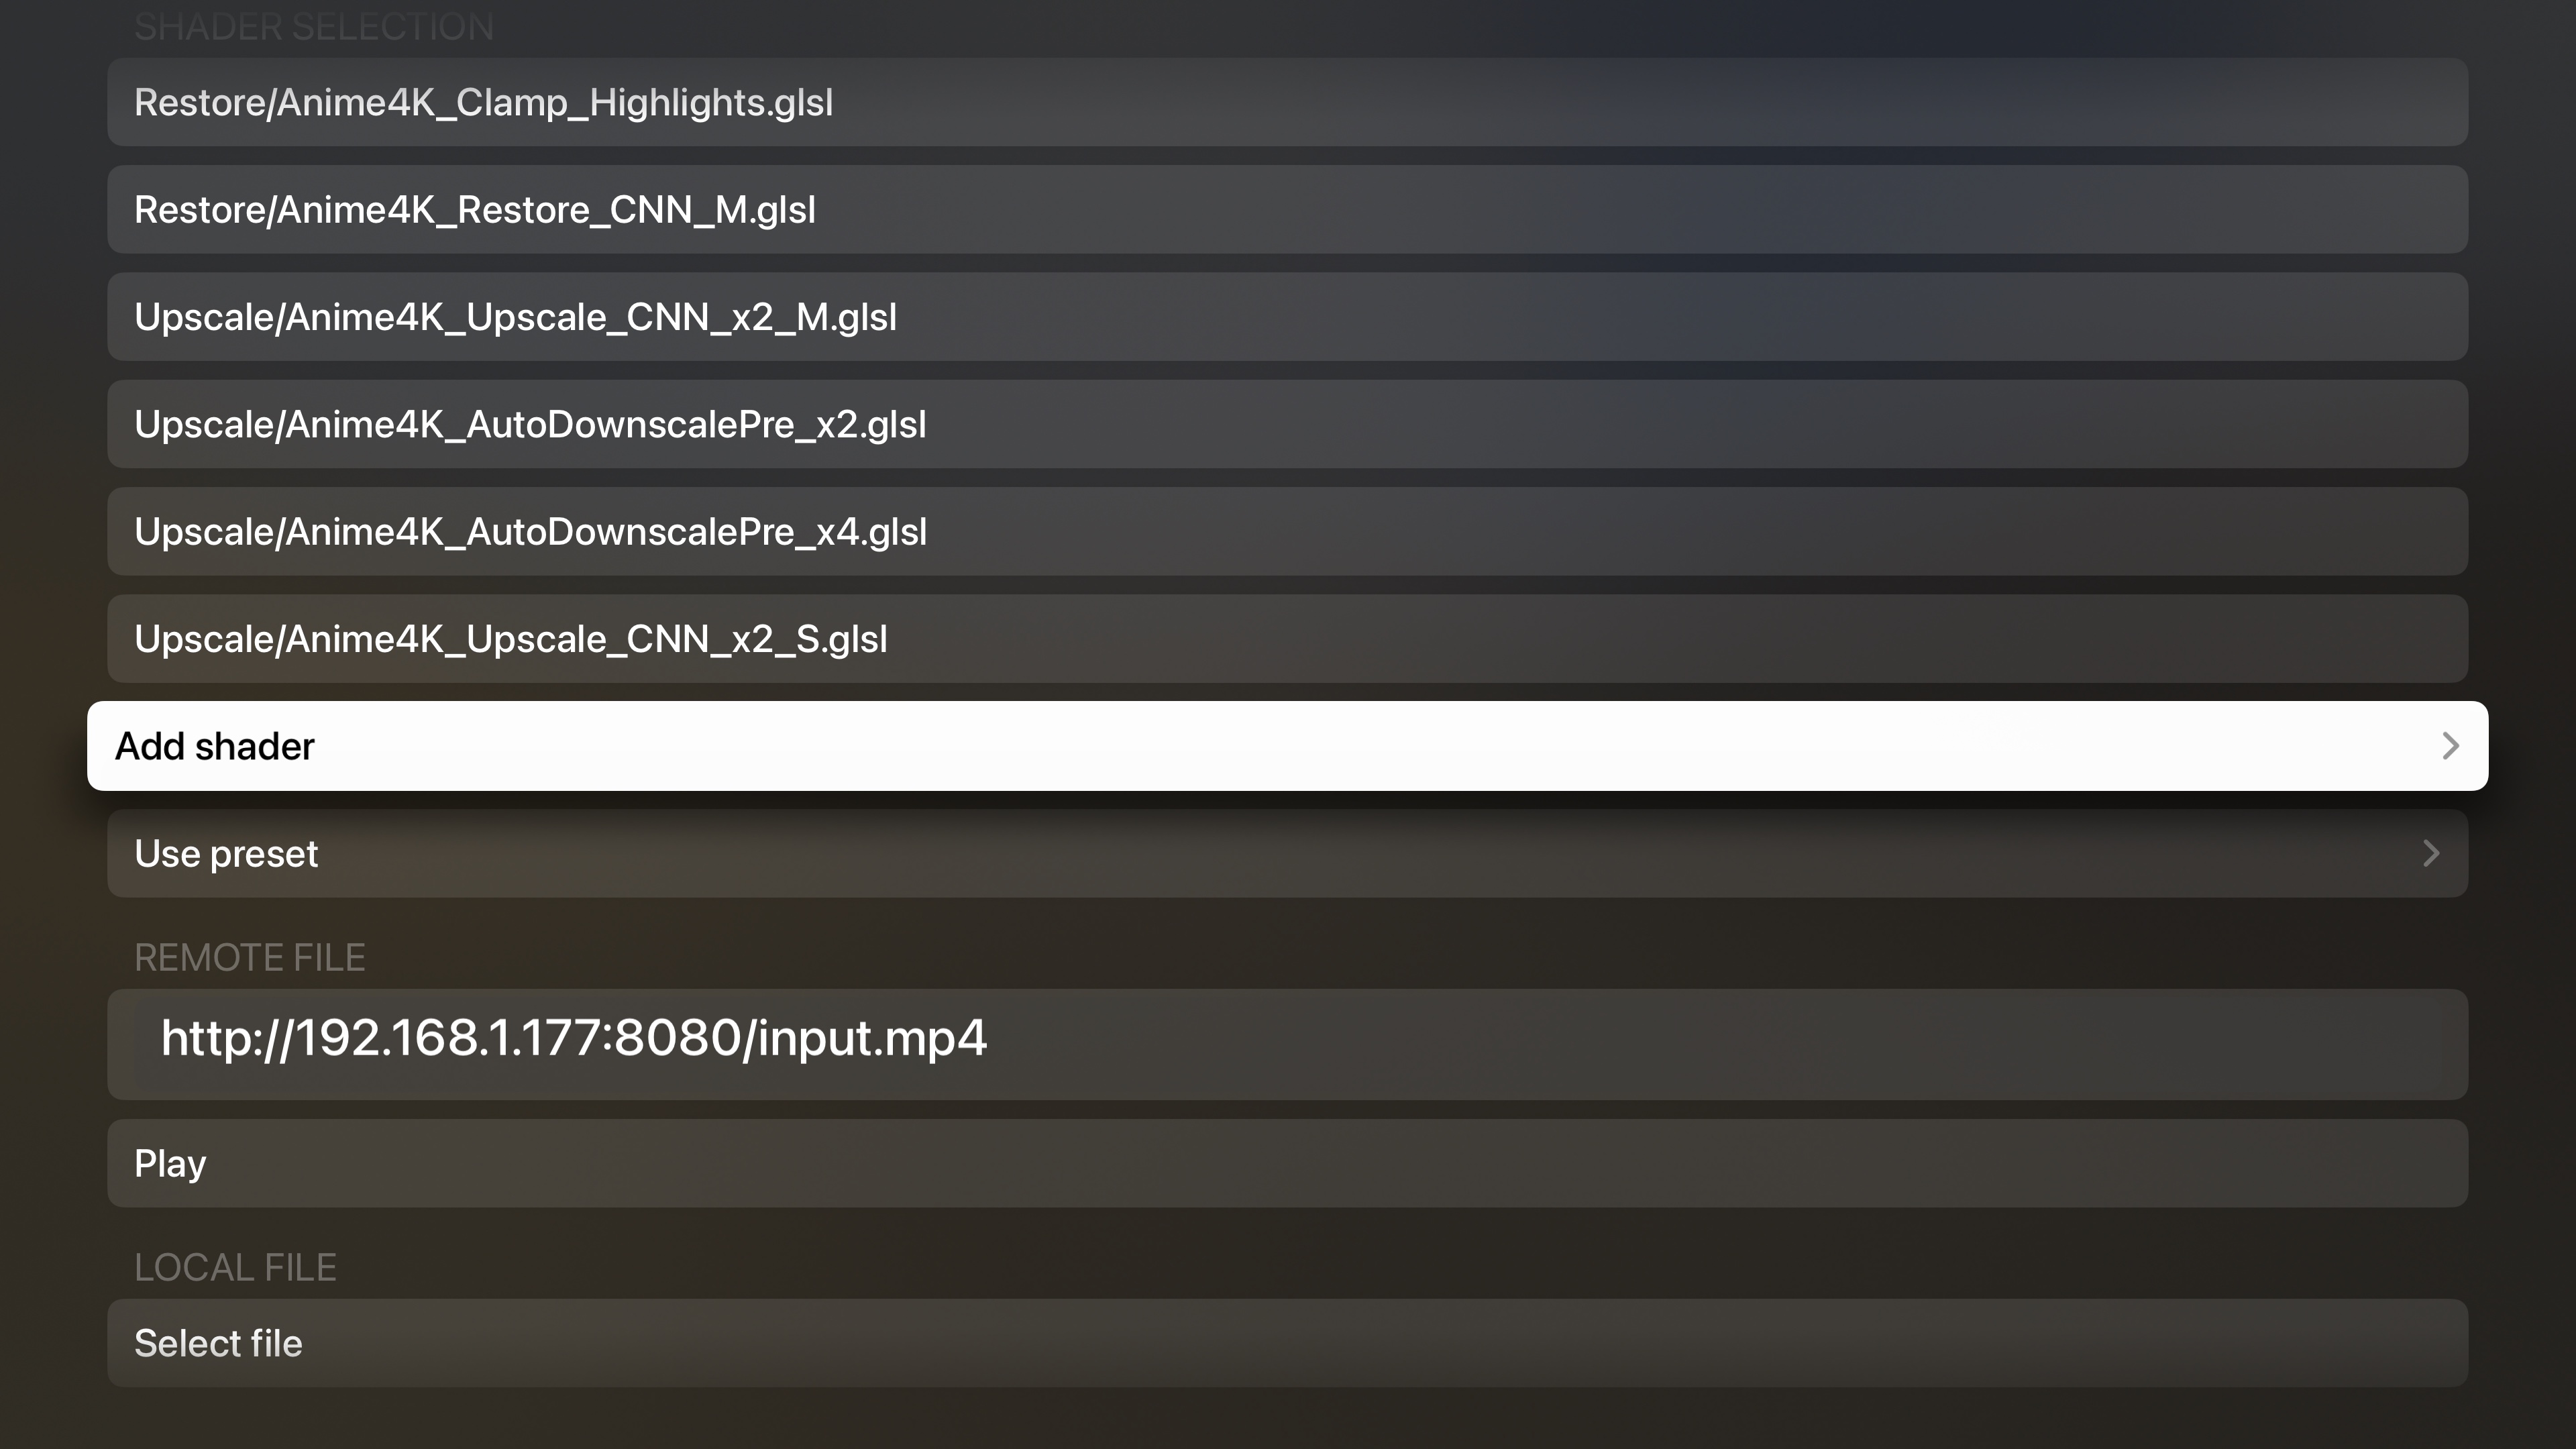 SHADER SELECTION
Restore/Anime4K_Clamp_Highlights.glsl
Restore/Anime4K_Restore_CNN_M.glsl
Upscale/Anime4K_Upscale_CNN_x2_M.glsl
Upscale/Anime4K_AutoDownscalePre_x2.glsl
Upscale/Anime4K_AutoDownscalePre_x4.glsl
Upscale/Anime4K_Upscale_CNN_x2_S.glsl
Add shader
Use preset
REMOTE FILE
http://192.168.1.177:8080/input.mp4
Play
LOCAL FILE
Select file